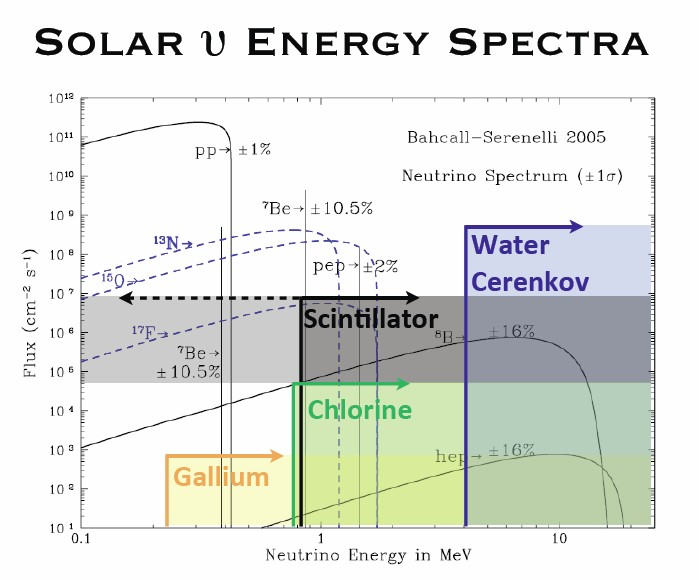 SOLAR υ ENERGY SPECTRA
10¹²
10¹¹
10¹⁰
10⁹
10⁸
10⁷
10⁶
10⁵
10⁴
10³
10²
10¹
Flux (cm⁻² s⁻¹)
Bahcall-Serenelli 2005
Neutrino Spectrum (±1σ)
pp→ ±1%
⁷Be→ ±10.5%
¹³N→
¹⁵O→
pep→ ±2%
Water
Cerenkov
Scintillator
¹⁷F→
⁸B→ ±16%
⁷Be→
±10.5%
Chlorine
hep→ ±16%
Gallium
0.1
1
10
Neutrino Energy in MeV